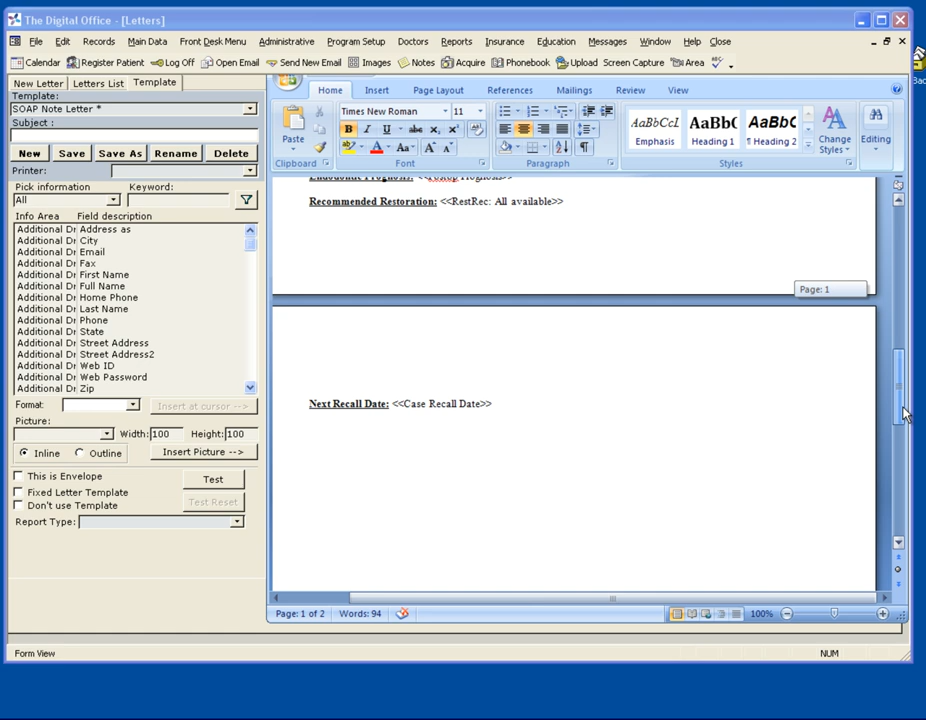 The Digital Office - [Letters]
File Edit Records Main Data Front Desk Menu Administrative Program Setup Doctors Reports Insurance Education Messages Window Help Close
Calendar Register Patient Log Off Open Email Send New Email Images Notes Acquire Phonebook Upload Screen Capture Area
New Letter Letters List Template
Template:
SOAP Note Letter *
Subject :
New Save Save As Rename Delete
Printer:
Pick information Keyword:
All
Info Area Field description
Additional Dr Address as
Additional Dr City
Additional Dr Email
Additional Dr Fax
Additional Dr First Name
Additional Dr Full Name
Additional Dr Home Phone
Additional Dr Last Name
Additional Dr Phone
Additional Dr State
Additional Dr Street Address
Additional Dr Street Address2
Additional Dr Web ID
Additional Dr Web Password
Additional Dr Zip
Format: Insert at cursor -->
Picture:
Width: 100 Height: 100
Inline Outline Insert Picture -->
This is Envelope Test
Fixed Letter Template
Don't use Template Test Reset
Report Type:
Home Insert Page Layout References Mailings Review View
Times New Roman 11
Paste
B I U abc x₂ x² 
ab A Aa A A
AaBbCcL AaBbC AaBbC
Emphasis Heading 1 Heading 2
Change Styles
Editing
Clipboard Font Paragraph Styles
Endodontic Prognosis: <<Postop Prognosis>>
Recommended Restoration: <<RestRec: All available>>
Page: 1
Next Recall Date: <<Case Recall Date>>
Page: 1 of 2 Words: 94 100%
Form View NUM